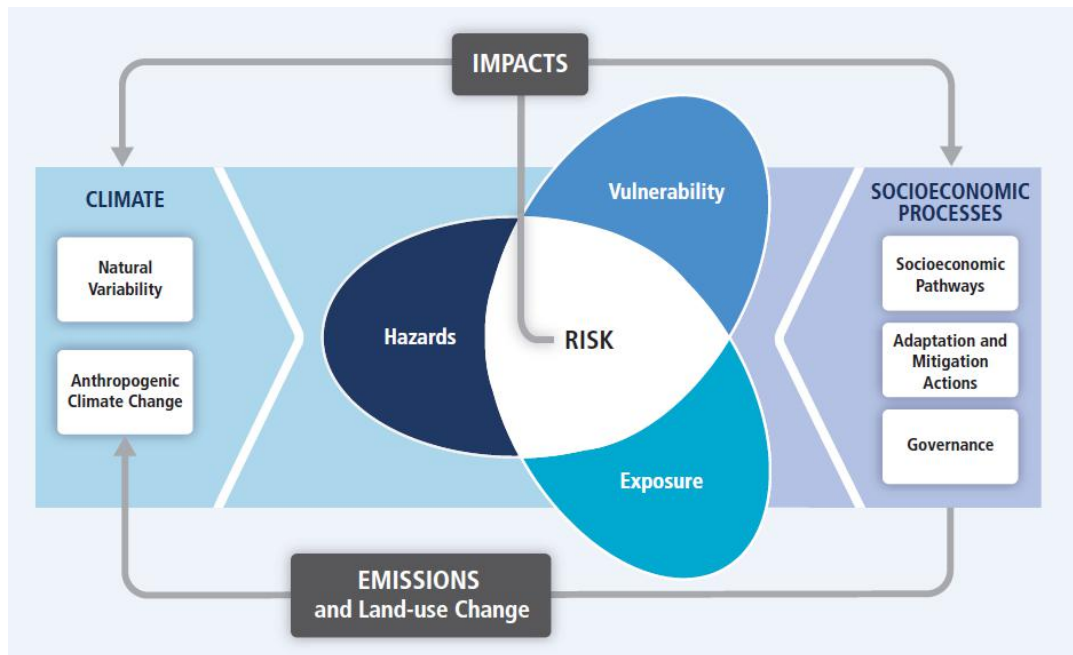 IMPACTS
CLIMATE
Natural
Variability
Anthropogenic
Climate Change
Vulnerability
Hazards
RISK
Exposure
SOCIOECONOMIC
PROCESSES
Socioeconomic
Pathways
Adaptation and
Mitigation
Actions
Governance
EMISSIONS
and Land-use Change